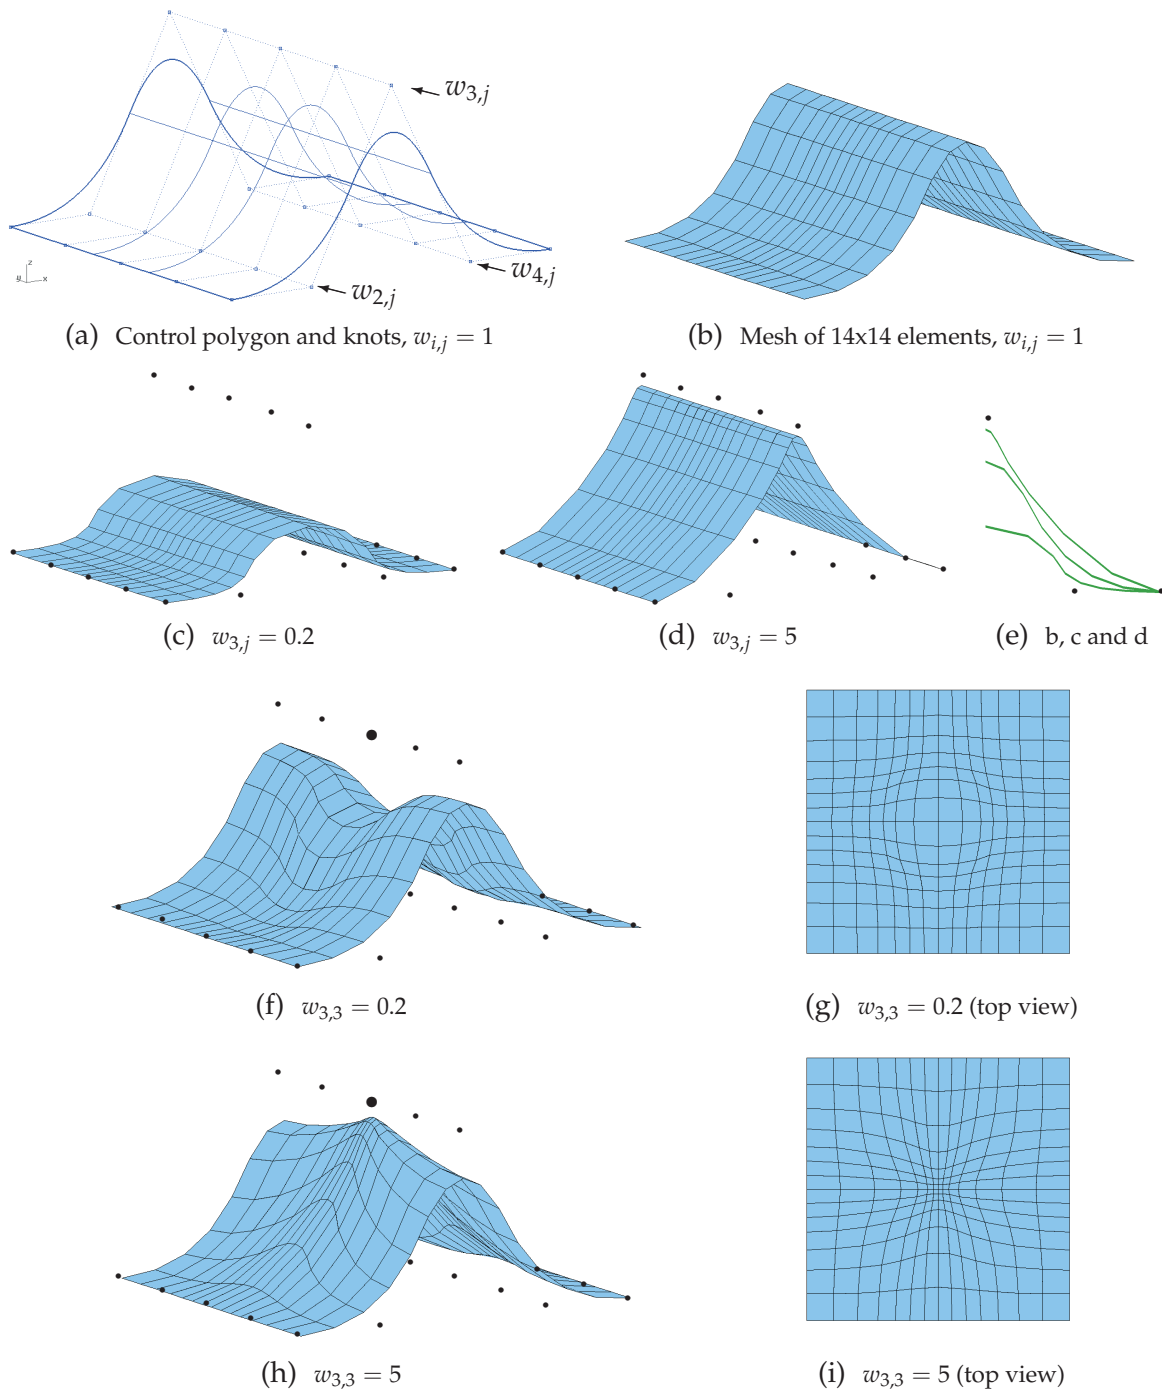 w3,j
w4,j
w2,j
z
y x
(a) Control polygon and knots, wi,j = 1
(b) Mesh of 14x14 elements, wi,j = 1
(c) w3,j = 0.2
(d) w3,j = 5
(e) b, c and d
(f) w3,3 = 0.2
(g) w3,3 = 0.2 (top view)
(h) w3,3 = 5
(i) w3,3 = 5 (top view)